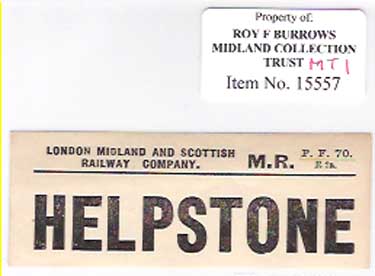 Property of:
ROY F BURROWS
MIDLAND COLLECTION
TRUST MT1
Item No. 15557
LONDON MIDLAND AND SCOTTISH
RAILWAY COMPANY.
M.R.
P. F. 70.
HELPSTONE